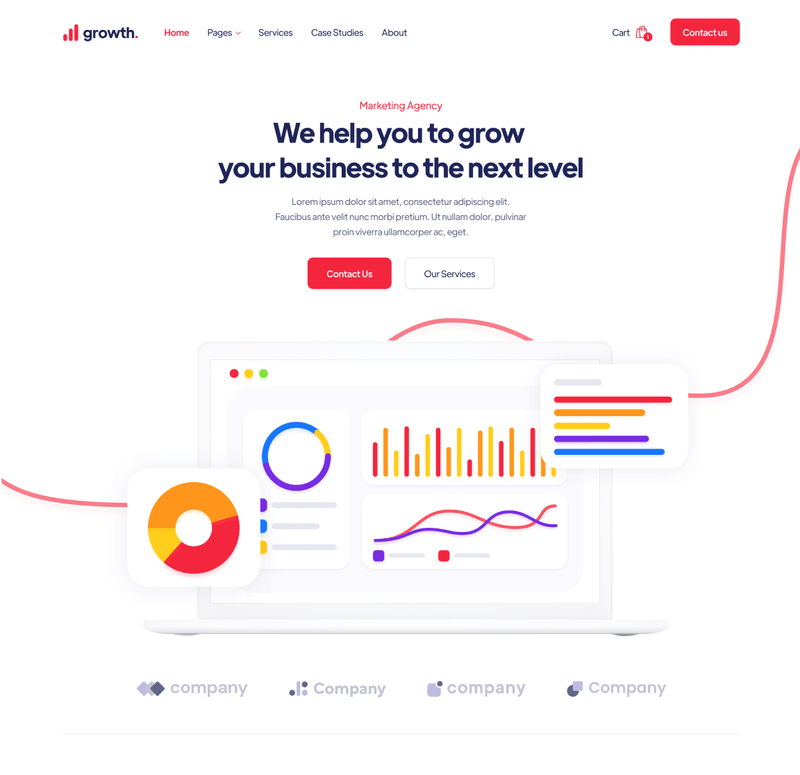 growth.
Home
Pages
Services
Case Studies
About
Cart
1
Contact us
Marketing Agency
We help you to grow
your business to the next level
Lorem ipsum dolor sit amet, consectetur adipiscing elit.
Faucibus ante velit nunc morbi pretium. Ut nullam dolor, pulvinar
proin viverra ullamcorper ac, eget.
Contact Us
Our Services
company
Company
company
Company